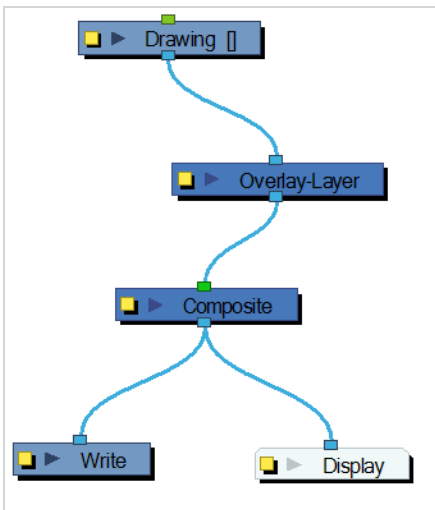 Drawing []
Overlay-Layer
Composite
Write
Display